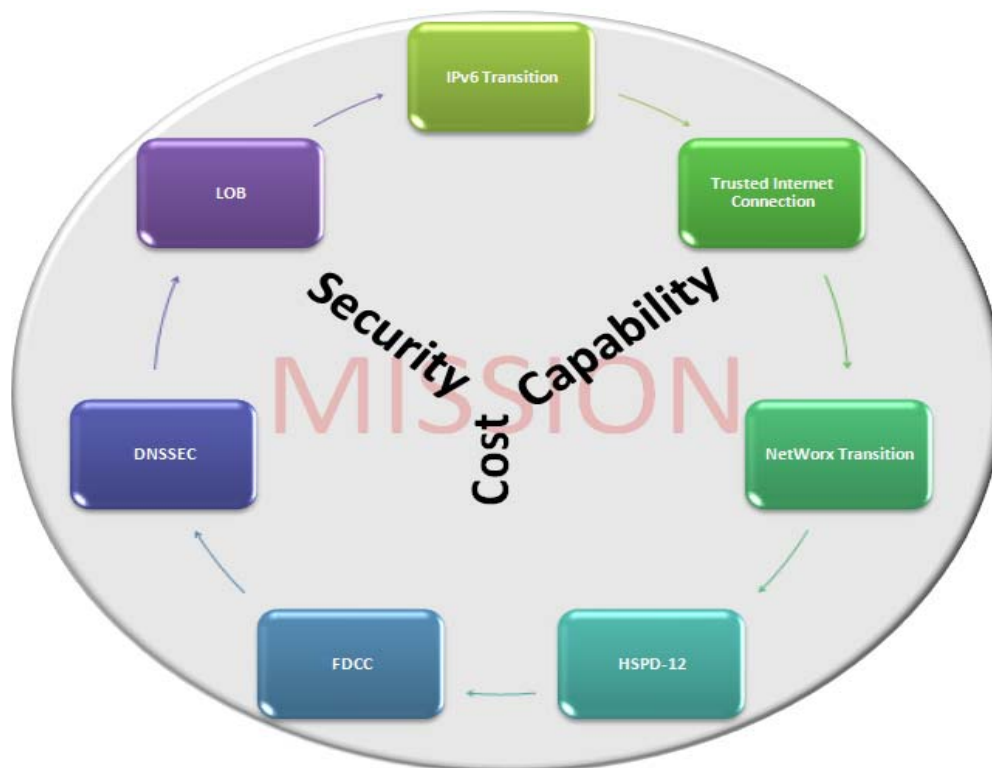 IPv6 Transition
Trusted Internet
Connection
NetWorx Transition
HSPD-12
FDCC
DNSSEC
LOB
Security
Capability
Cost
MISSION